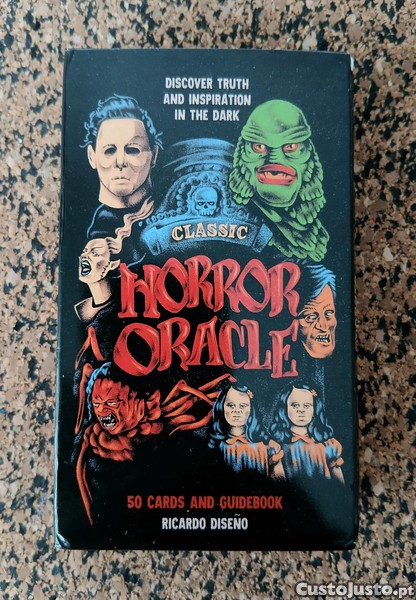 DISCOVER TRUTH
AND INSPIRATION
IN THE DARK
CLASSIC
HORROR
ORACLE
50 CARDS AND GUIDEBOOK
RICARDO DISEÑO
CustoJusto.pt